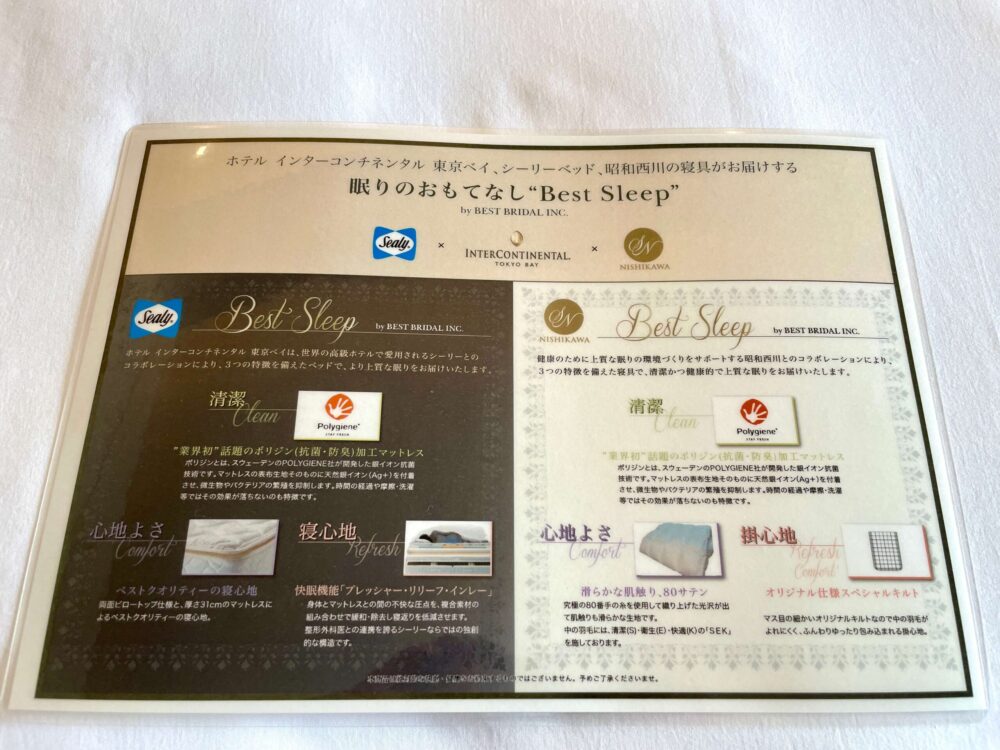 ホテル インターコンチネンタル 東京ベイ、シーリーベッド、昭和西川の寝具がお届けする
眠りのおもてなし“Best Sleep”
by BEST BRIDAL INC.
Sealy × INTERCONTINENTAL × SN
TOKYO BAY
NISHIKAWA
Sealy Best Sleep by BEST BRIDAL INC.
ホテル インターコンチネンタル 東京ベイは、世界の高級ホテルで愛用されるシーリーとの
コラボレーションにより、3つの特徴を備えたベッドで、より上質な眠りをお届けいたします。
清潔
Clean
Polygiene
STAY FRESH
"業界初"話題のポリジン(抗菌・防臭)加工マットレス
ポリジンとは、スウェーデンのPOLYGIENE社が開発した銀イオン抗菌
技術です。マットレスの表布生地そのものに天然銀イオン(Ag+)を付着
させ、微生物やバクテリアの繁殖を抑制します。時間の経過や摩擦・洗濯
等ではその効果が落ちないのも特徴です。
心地よさ
Comfort
ベストクオリティーの寝心地
両面ピロートップ仕様と、厚さ31cmのマットレスに
よるベストクオリティーの寝心地。
寝心地
Refresh
快眠機能「プレッシャー・リリーフ・インレー」
身体とマットレスとの間の不快な圧点を、複合素材の
組み合わせで緩和・除去し寝返りを低減させます。
整形外科医との連携を誇るシーリーならではの独創
的な構造です。
SN
NISHIKAWA
Best Sleep by BEST BRIDAL INC.
健康のために上質な眠りの環境づくりをサポートする昭和西川とのコラボレーションにより、
3つの特徴を備えた寝具で、清潔かつ健康的で上質な眠りをお届けいたします。
清潔
Clean
Polygiene
STAY FRESH
"業界初"話題のポリジン(抗菌・防臭)加工マットレス
ポリジンとは、スウェーデンのPOLYGIENE社が開発した銀イオン抗菌
技術です。マットレスの表布生地そのものに天然銀イオン(Ag+)を付着
させ、微生物やバクテリアの繁殖を抑制します。時間の経過や摩擦・洗濯
等ではその効果が落ちないのも特徴です。
心地よさ
Comfort
滑らかな肌触り、80サテン
究極の80番手の糸を使用して織り上げた光沢が出
て肌触りも滑らかな生地です。
中の羽毛には、清潔(S)・衛生(E)・快適(K)の「SEK」
を施しております。
掛心地
Refresh
Comfort
オリジナル仕様スペシャルキルト
マス目の細かいオリジナルキルトなので中の羽毛が
よれにくく、ふんわりゆったり包み込まれる掛心地。
ものではございません。予めご了承くださいませ。